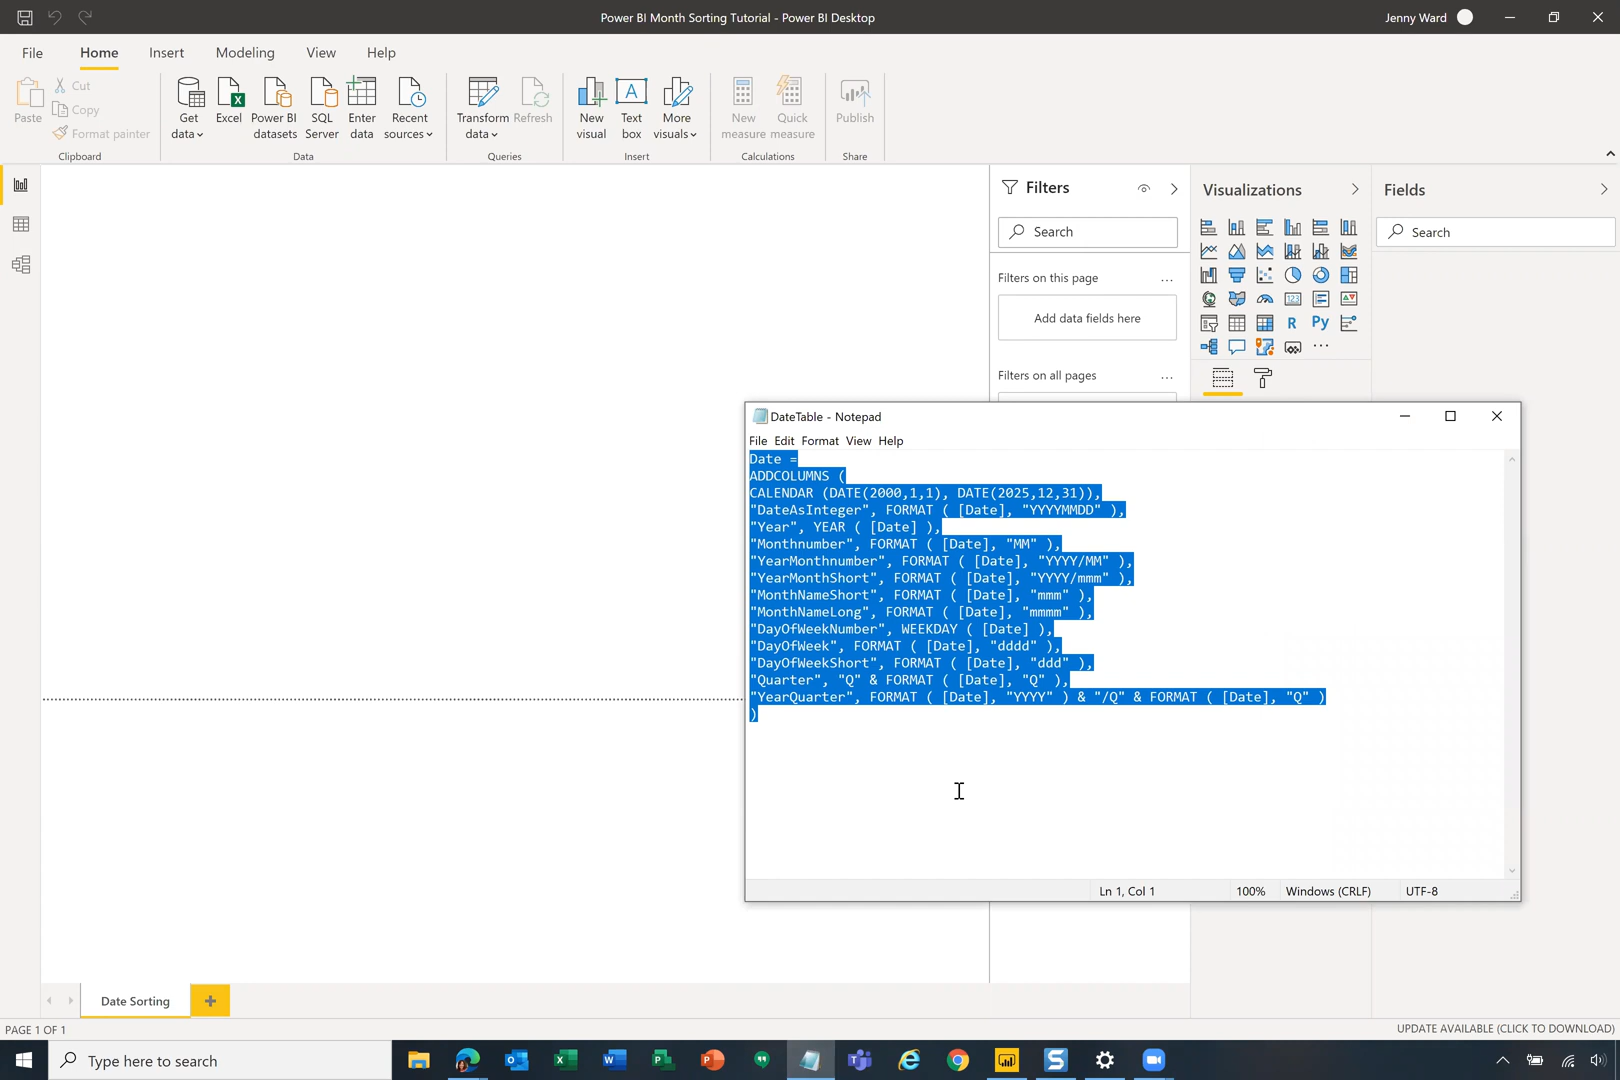 Power BI Month Sorting Tutorial - Power BI Desktop
Jenny Ward
File Home Insert Modeling View Help
Paste
Cut
Copy
Format painter
Clipboard
Get data
Excel
Power BI datasets
SQL Server
Enter data
Recent sources
Data
Transform data
Refresh
Queries
New visual
Text box
More visuals
Insert
New measure
Quick measure
Calculations
Publish
Share
Filters
Search
Filters on this page
...
Add data fields here
Filters on all pages
...
Visualizations
R
Py
...
Fields
Search
DateTable - Notepad
File Edit Format View Help
Date =
ADDCOLUMNS (
CALENDAR (DATE(2000,1,1), DATE(2025,12,31)),
"DateAsInteger", FORMAT ( [Date], "YYYYMMDD" ),
"Year", YEAR ( [Date] ),
"Monthnumber", FORMAT ( [Date], "MM" ),
"YearMonthnumber", FORMAT ( [Date], "YYYY/MM" ),
"YearMonthShort", FORMAT ( [Date], "YYYY/mmm" ),
"MonthNameShort", FORMAT ( [Date], "mmm" ),
"MonthNameLong", FORMAT ( [Date], "mmmm" ),
"DayOfWeekNumber", WEEKDAY ( [Date] ),
"DayOfWeek", FORMAT ( [Date], "dddd" ),
"DayOfWeekShort", FORMAT ( [Date], "ddd" ),
"Quarter", "Q" & FORMAT ( [Date], "Q" ),
"YearQuarter", FORMAT ( [Date], "YYYY" ) & "/Q" & FORMAT ( [Date], "Q" )
)
Ln 1, Col 1
100%
Windows (CRLF)
UTF-8
Date Sorting
PAGE 1 OF 1
UPDATE AVAILABLE (CLICK TO DOWNLOAD)
Type here to search